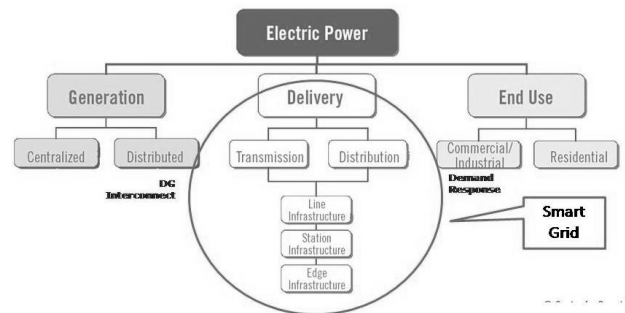 Electric Power
Generation
Delivery
End Use
Centralized
Distributed
Transmission
Distribution
Commercial/
Industrial
Residential
DG
Interconnect
Demand
Response
Line
Infrastructure
Station
Infrastructure
Edge
Infrastructure
Smart
Grid